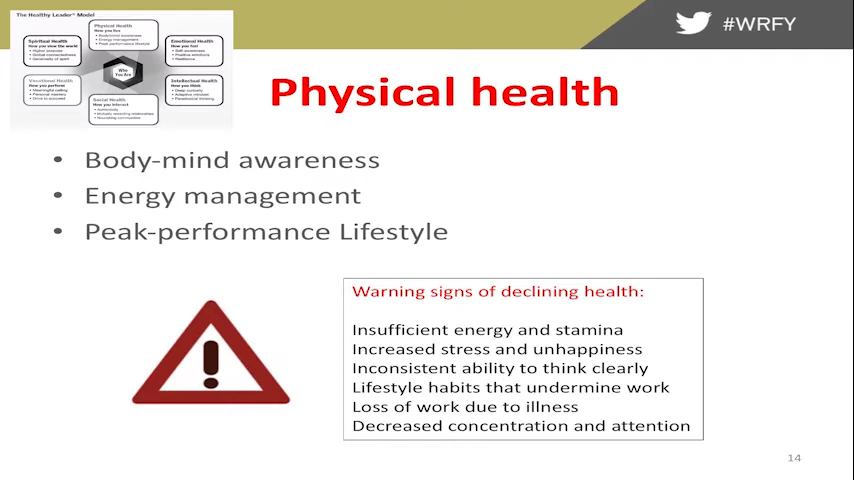 The Healthy Leader® Model
Physical Health
How you live
• Body/mind awareness
• Energy management
• Peak performance lifestyle
Spiritual Health
How you view the world
• Higher purpose
• Global connectedness
• Generosity of spirit
Emotional Health
How you feel
• Self-awareness
• Positive emotions
• Resilience
Who
You Are
Vocational Health
How you perform
• Meaningful calling
• Personal mastery
• Drive to succeed
Intellectual Health
How you think
• Deep curiosity
• Adaptive mindset
• Paradoxical thinking
Social Health
How you interact
• Authenticity
• Mutually rewarding relationships
• Nourishing communities
#WRFY
Physical health
• Body-mind awareness
• Energy management
• Peak-performance Lifestyle
Warning signs of declining health:
Insufficient energy and stamina
Increased stress and unhappiness
Inconsistent ability to think clearly
Lifestyle habits that undermine work
Loss of work due to illness
Decreased concentration and attention
14